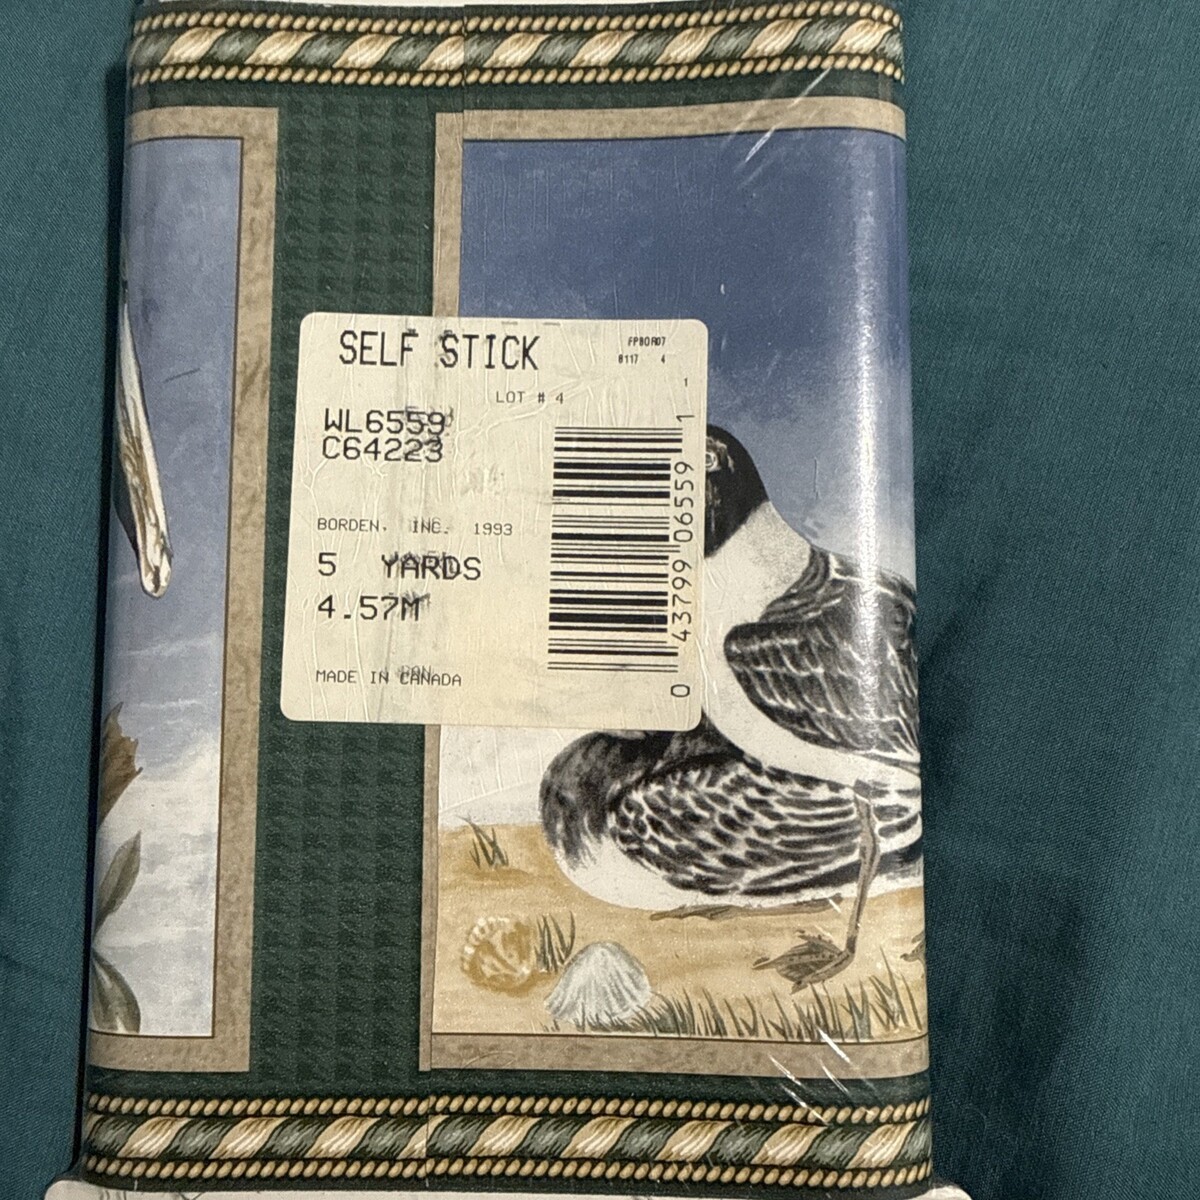 SELF STICK
FPBOR07
8117 4
1
LOT # 4
WL6559
C64223
BORDEN, INC. 1993
5 YARDS
4.57M
MADE IN CANADA
0 43799 06559 1